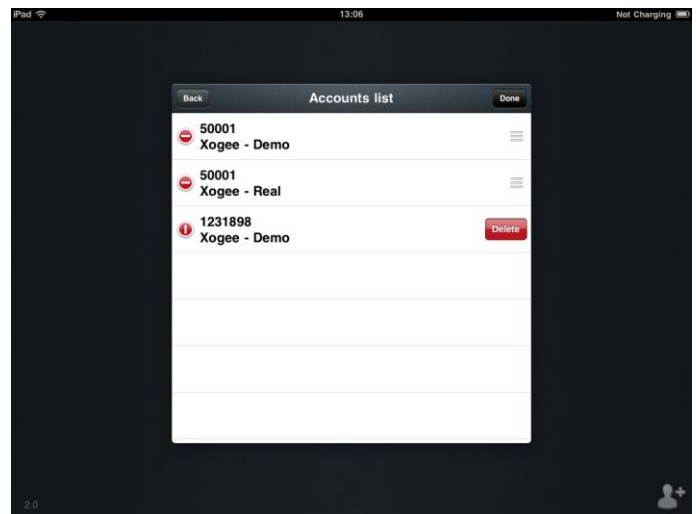 iPad 13:06 Not Charging
Back Accounts list Done
50001
Xogee - Demo
50001
Xogee - Real
1231898
Xogee - Demo
Delete
2.0